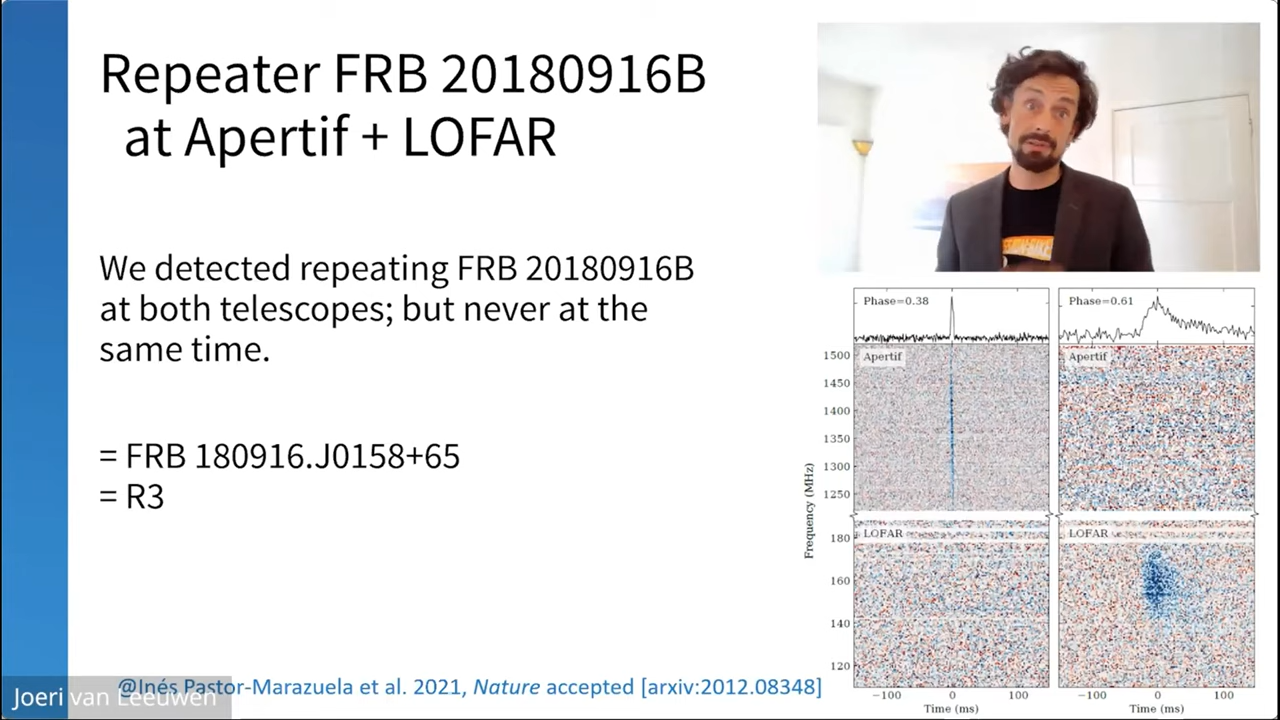 Repeater FRB 20180916B
at Apertif + LOFAR
We detected repeating FRB 20180916B
at both telescopes; but never at the
same time.
= FRB 180916.J0158+65
= R3
@Inés Pastor-Marazuela et al. 2021, Nature accepted [arxiv:2012.08348]
Joeri van Leeuwen
Phase=0.38
Phase=0.61
Apertif
Apertif
1500
1450
1400
1350
1300
1250
Frequency (MHz)
LOFAR
LOFAR
180
160
140
120
−100 0 100
−100 0 100
Time (ms)
Time (ms)